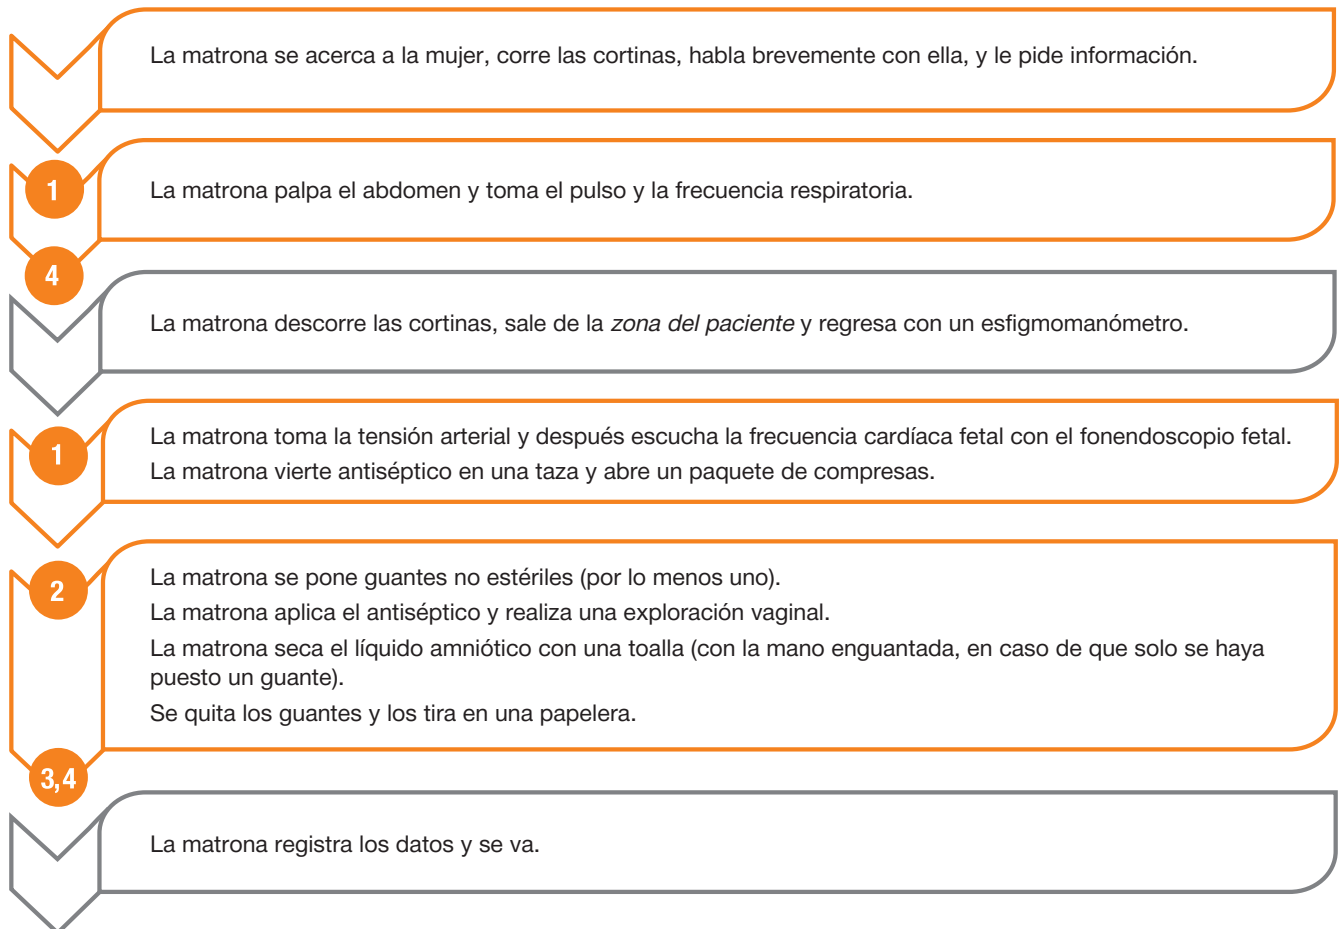 La matrona se acerca a la mujer, corre las cortinas, habla brevemente con ella, y le pide información.
1
La matrona palpa el abdomen y toma el pulso y la frecuencia respiratoria.
4
La matrona descorre las cortinas, sale de la zona del paciente y regresa con un esfigmomanómetro.
1
La matrona toma la tensión arterial y después escucha la frecuencia cardíaca fetal con el fonendoscopio fetal.
La matrona vierte antiséptico en una taza y abre un paquete de compresas.
2
La matrona se pone guantes no estériles (por lo menos uno).
La matrona aplica el antiséptico y realiza una exploración vaginal.
La matrona seca el líquido amniótico con una toalla (con la mano enguantada, en caso de que solo se haya
puesto un guante).
Se quita los guantes y los tira en una papelera.
3,4
La matrona registra los datos y se va.